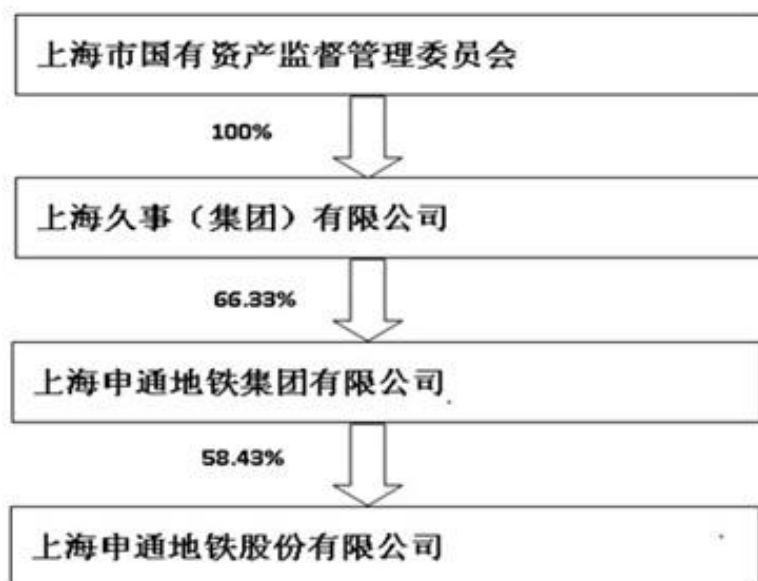 上海市国有资产监督管理委员会
100%
上海久事（集团）有限公司
66.33%
上海申通地铁集团有限公司
58.43%
上海申通地铁股份有限公司